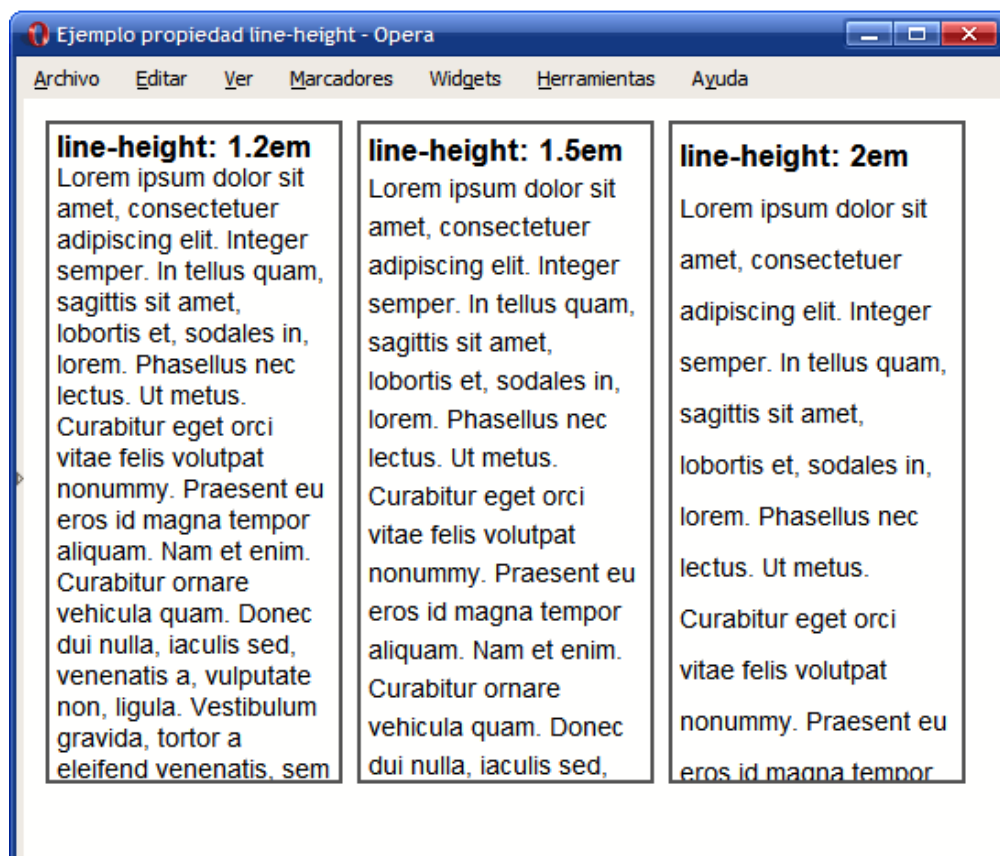 Ejemplo propiedad line-height - Opera
Archivo Editar Ver Marcadores Widgets Herramientas Ayuda
line-height: 1.2em
Lorem ipsum dolor sit
amet, consectetuer
adipiscing elit. Integer
semper. In tellus quam,
sagittis sit amet,
lobortis et, sodales in,
lorem. Phasellus nec
lectus. Ut metus.
Curabitur eget orci
vitae felis volutpat
nonummy. Praesent eu
eros id magna tempor
aliquam. Nam et enim.
Curabitur ornare
vehicula quam. Donec
dui nulla, iaculis sed,
venenatis a, vulputate
non, ligula. Vestibulum
gravida, tortor a
eleifend venenatis, sem
line-height: 1.5em
Lorem ipsum dolor sit
amet, consectetuer
adipiscing elit. Integer
semper. In tellus quam,
sagittis sit amet,
lobortis et, sodales in,
lorem. Phasellus nec
lectus. Ut metus.
Curabitur eget orci
vitae felis volutpat
nonummy. Praesent eu
eros id magna tempor
aliquam. Nam et enim.
Curabitur ornare
vehicula quam. Donec
dui nulla, iaculis sed,
line-height: 2em
Lorem ipsum dolor sit
amet, consectetuer
adipiscing elit. Integer
semper. In tellus quam,
sagittis sit amet,
lobortis et, sodales in,
lorem. Phasellus nec
lectus. Ut metus.
Curabitur eget orci
vitae felis volutpat
nonummy. Praesent eu
eros id magna tempor